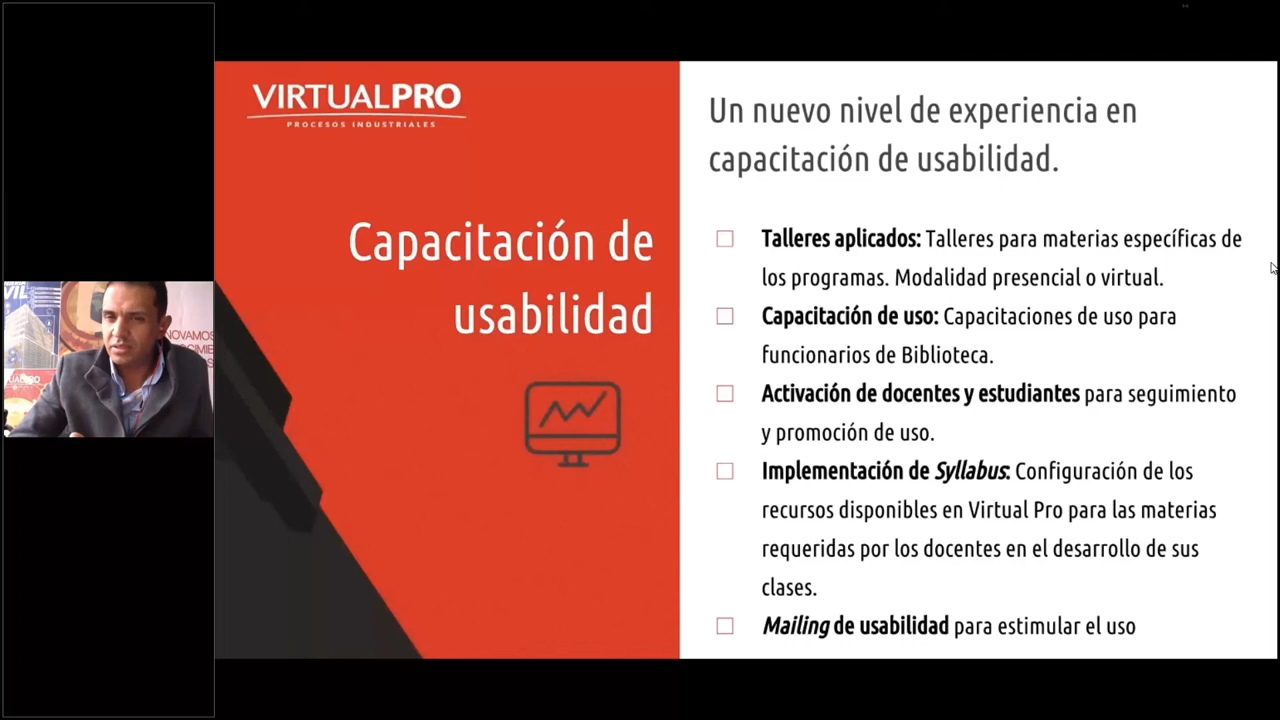 VIRTUALPRO
PROCESOS INDUSTRIALES
Capacitación de
usabilidad
Un nuevo nivel de experiencia en
capacitación de usabilidad.
Talleres aplicados: Talleres para materias específicas de
los programas. Modalidad presencial o virtual.
Capacitación de uso: Capacitaciones de uso para
funcionarios de Biblioteca.
Activación de docentes y estudiantes para seguimiento
y promoción de uso.
Implementación de Syllabus: Configuración de los
recursos disponibles en Virtual Pro para las materias
requeridas por los docentes en el desarrollo de sus
clases.
Mailing de usabilidad para estimular el uso